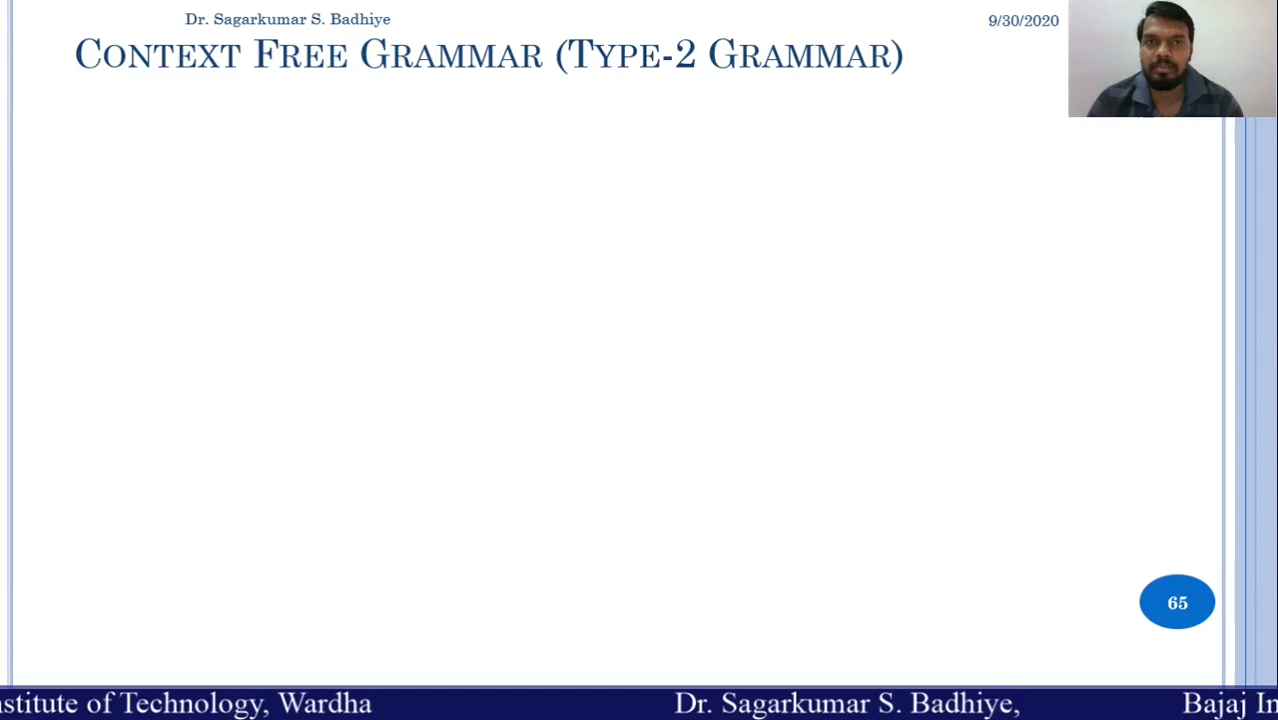 Dr. Sagarkumar S. Badhiye
9/30/2020
CONTEXT FREE GRAMMAR (TYPE-2 GRAMMAR)
65
nstitute of Technology, Wardha Dr. Sagarkumar S. Badhiye, Bajaj In